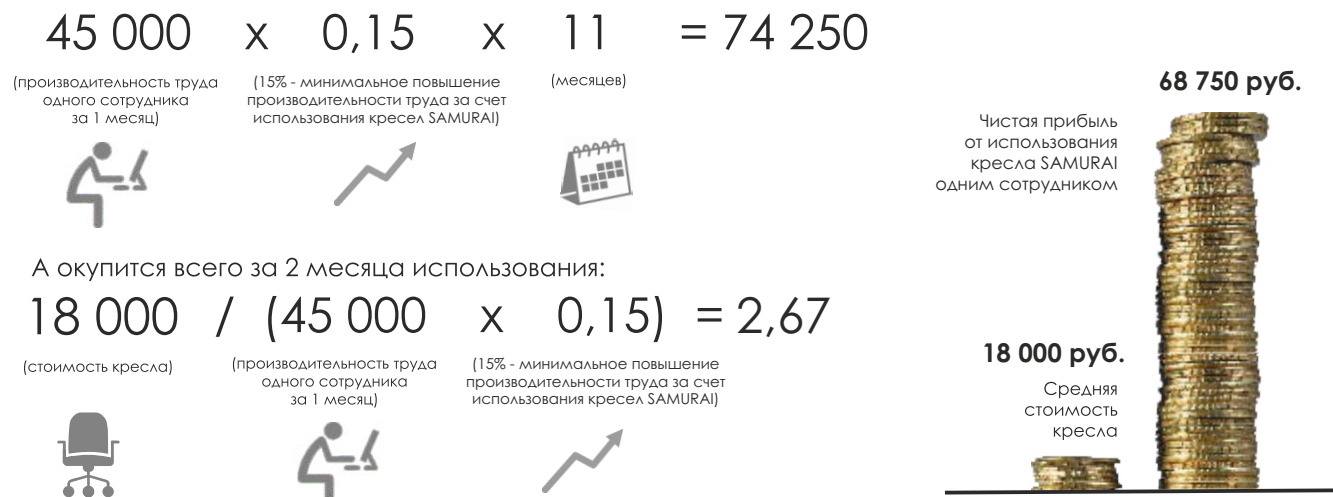 45 000 x 0,15 x 11 = 74 250
(производительность труда
одного сотрудника
за 1 месяц)
(15% - минимальное повышение
производительности труда за счет
использования кресел SAMURAI)
(месяцев)
68 750 руб.
Чистая прибыль
от использования
кресла SAMURAI
одним сотрудником
А окупится всего за 2 месяца использования:
18 000 / (45 000 x 0,15) = 2,67
(стоимость кресла)
(производительность труда
одного сотрудника
за 1 месяц)
(15% - минимальное повышение
производительности труда за счет
использования кресел SAMURAI)
18 000 руб.
Средняя
стоимость
кресла